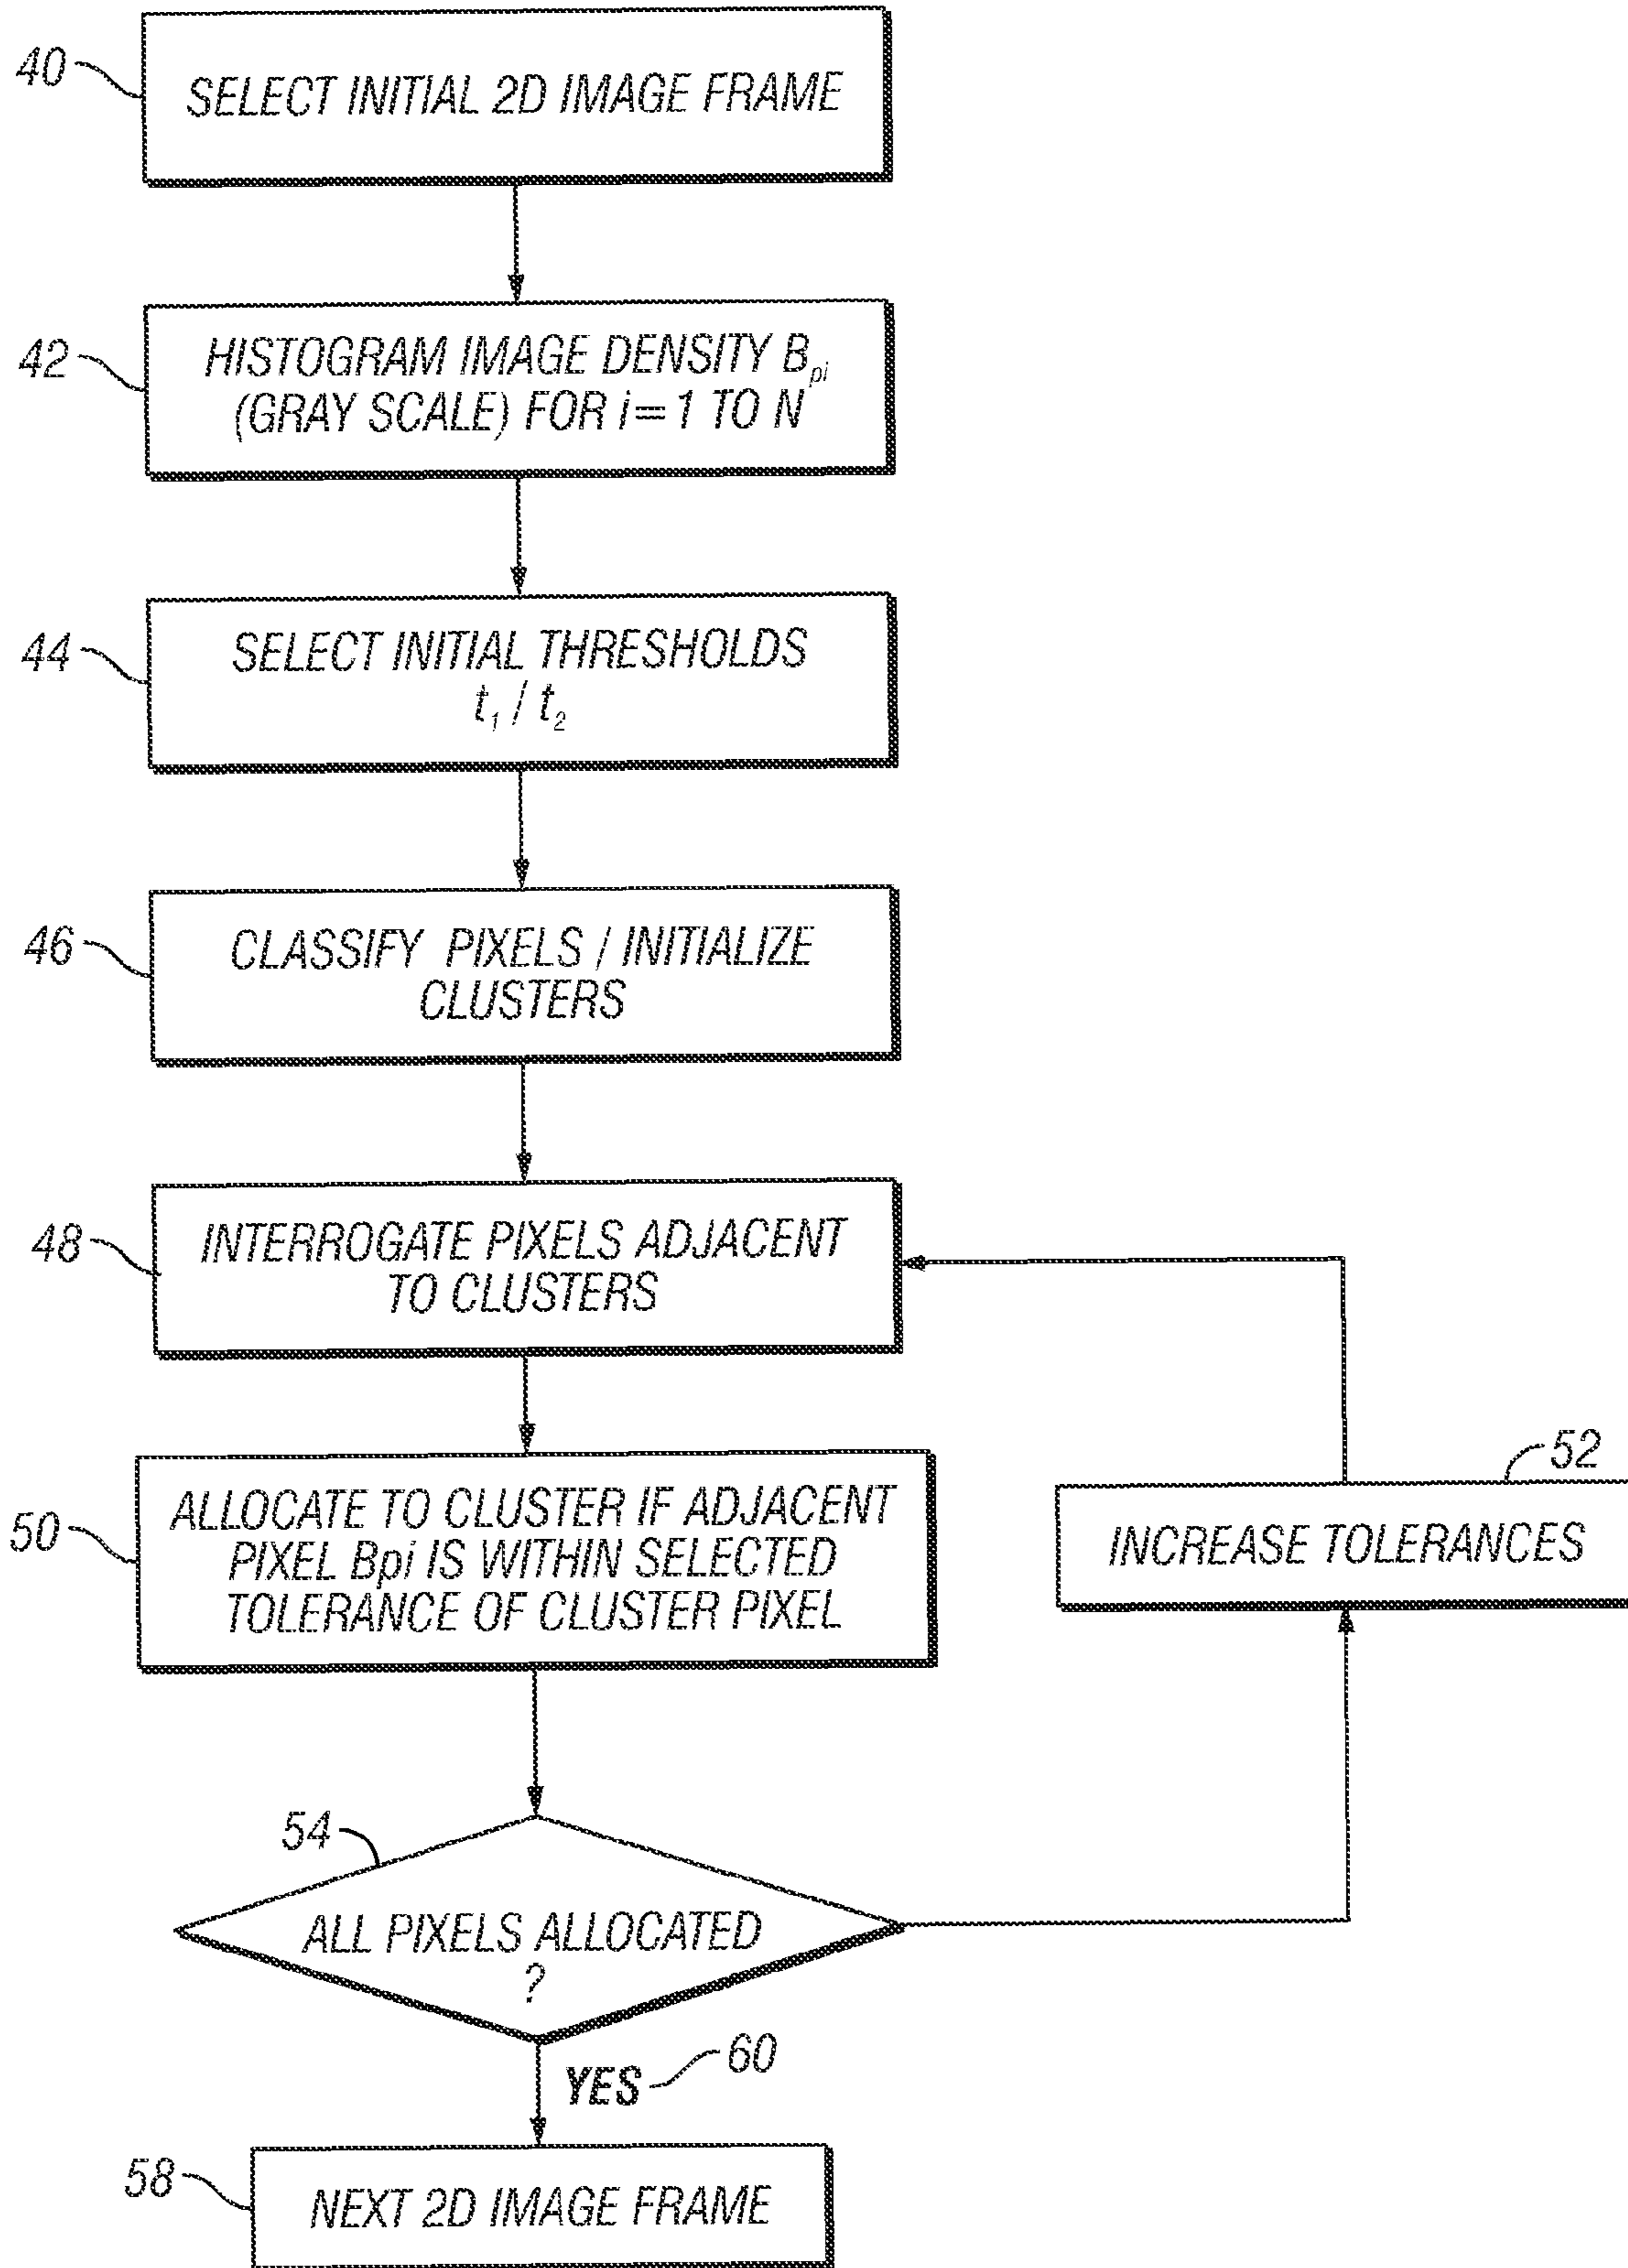 40
SELECT INITIAL 2D IMAGE FRAME
42
HISTOGRAM IMAGE DENSITY Bpi
(GRAY SCALE) FOR i=1 TO N
44
SELECT INITIAL THRESHOLDS
t1 / t2
46
CLASSIFY PIXELS / INITIALIZE
CLUSTERS
48
INTERROGATE PIXELS ADJACENT
TO CLUSTERS
50
ALLOCATE TO CLUSTER IF ADJACENT
PIXEL Bpi IS WITHIN SELECTED
TOLERANCE OF CLUSTER PIXEL
52
INCREASE TOLERANCES
54
ALL PIXELS ALLOCATED
?
YES
60
58
NEXT 2D IMAGE FRAME